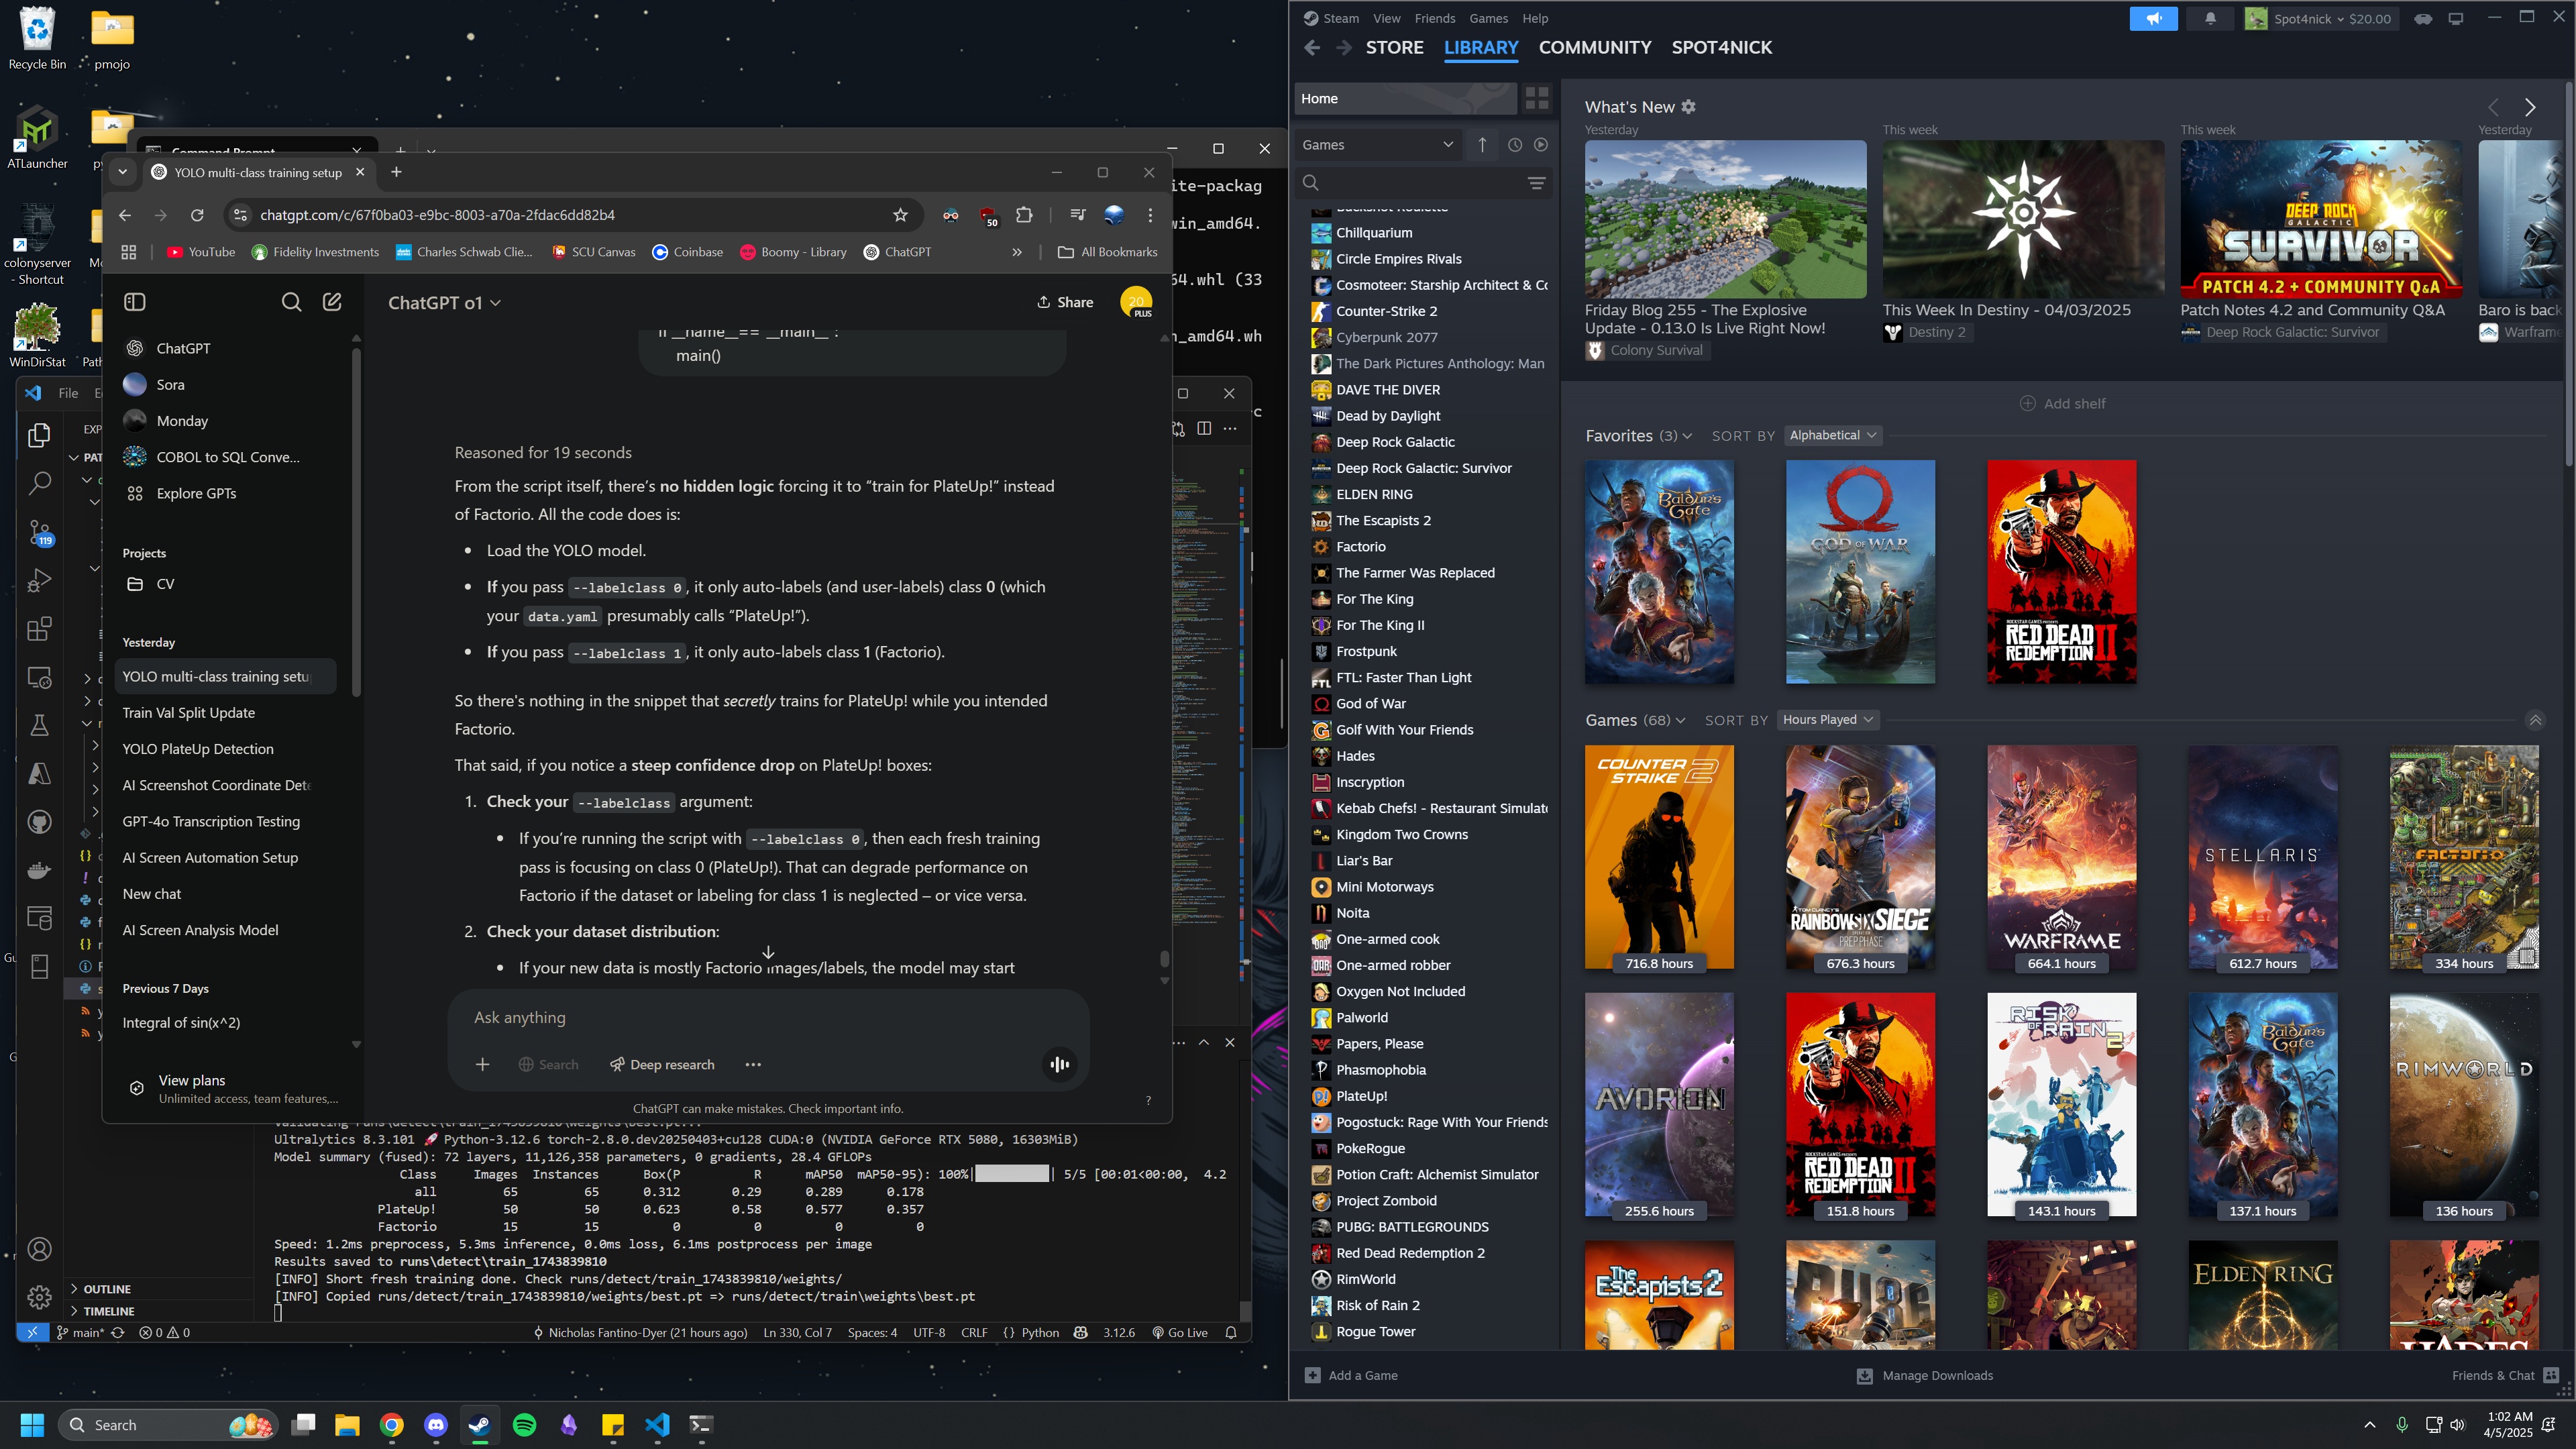 Recycle Bin
pmojo
ATLauncher
colonyserver
- Shortcut
WinDirStat
Command Prompt
YOLO multi-class training setup
chatgpt.com/c/67f0ba03-e9bc-8003-a70a-2fdac6dd82b4
50
YouTube
Fidelity Investments
Charles Schwab Clie...
SCU Canvas
Coinbase
Boomy - Library
ChatGPT
All Bookmarks
ChatGPT
Sora
Monday
COBOL to SQL Conve...
Explore GPTs
Projects
CV
Yesterday
YOLO multi-class training setu
Train Val Split Update
YOLO PlateUp Detection
AI Screenshot Coordinate Dete
GPT-4o Transcription Testing
AI Screen Automation Setup
New chat
AI Screen Analysis Model
Previous 7 Days
Integral of sin(x^2)
View plans
Unlimited access, team features,...
ChatGPT o1
Share
20
PLUS
if __name__ == "__main__":
main()
Reasoned for 19 seconds
From the script itself, there’s no hidden logic forcing it to “train for PlateUp!” instead
of Factorio. All the code does is:
• Load the YOLO model.
• If you pass --labelclass 0, it only auto-labels (and user-labels) class 0 (which
your data.yaml presumably calls “PlateUp!”).
• If you pass --labelclass 1, it only auto-labels class 1 (Factorio).
So there's nothing in the snippet that secretly trains for PlateUp! while you intended
Factorio.
That said, if you notice a steep confidence drop on PlateUp! boxes:
1. Check your --labelclass argument:
• If you’re running the script with --labelclass 0, then each fresh training
pass is focusing on class 0 (PlateUp!). That can degrade performance on
Factorio if the dataset or labeling for class 1 is neglected – or vice versa.
2. Check your dataset distribution:
• If your new data is mostly Factorio images/labels, the model may start
Ask anything
Search
Deep research
ChatGPT can make mistakes. Check important info.
?
ite-packag
win_amd64.
64.whl (33
n_amd64.wh
File
EXP
PAT
119
OUTLINE
TIMELINE
Validating runs\detect\train_1743839810\weights\best.pt...
Ultralytics 8.3.101 🚀 Python-3.12.6 torch-2.8.0.dev20250403+cu128 CUDA:0 (NVIDIA GeForce RTX 5080, 16303MiB)
Model summary (fused): 72 layers, 11,126,358 parameters, 0 gradients, 28.4 GFLOPs
Class Images Instances Box(P R mAP50 mAP50-95): 100%|██████████| 5/5 [00:01<00:00, 4.2
all 65 65 0.312 0.29 0.289 0.178
PlateUp! 50 50 0.623 0.58 0.577 0.357
Factorio 15 15 0 0 0 0
Speed: 1.2ms preprocess, 5.3ms inference, 0.0ms loss, 6.1ms postprocess per image
Results saved to runs\detect\train_1743839810
[INFO] Short fresh training done. Check runs/detect/train_1743839810/weights/
[INFO] Copied runs/detect/train_1743839810/weights/best.pt => runs/detect/train\weights\best.pt
main*
0 0
Nicholas Fantino-Dyer (21 hours ago)
Ln 330, Col 7
Spaces: 4
UTF-8
CRLF
{} Python
3.12.6
Go Live
Steam View Friends Games Help
Spot4nick $20.00
STORE LIBRARY COMMUNITY SPOT4NICK
Home
Games
Backshot Roulette
Chillquarium
Circle Empires Rivals
Cosmoteer: Starship Architect & Co
Counter-Strike 2
Cyberpunk 2077
The Dark Pictures Anthology: Man
DAVE THE DIVER
Dead by Daylight
Deep Rock Galactic
Deep Rock Galactic: Survivor
ELDEN RING
The Escapists 2
Factorio
The Farmer Was Replaced
For The King
For The King II
Frostpunk
FTL: Faster Than Light
God of War
Golf With Your Friends
Hades
Inscryption
Kebab Chefs! - Restaurant Simulato
Kingdom Two Crowns
Liar's Bar
Mini Motorways
Noita
One-armed cook
One-armed robber
Oxygen Not Included
Palworld
Papers, Please
Phasmophobia
PlateUp!
Pogostuck: Rage With Your Friends
PokeRogue
Potion Craft: Alchemist Simulator
Project Zomboid
PUBG: BATTLEGROUNDS
Red Dead Redemption 2
RimWorld
Risk of Rain 2
Rogue Tower
What's New
Yesterday
This week
This week
Yesterday
DEEP ROCK
GALACTIC
SURVIVOR
PATCH 4.2 + COMMUNITY Q&A
Friday Blog 255 - The Explosive
Update - 0.13.0 Is Live Right Now!
Colony Survival
This Week In Destiny - 04/03/2025
Destiny 2
Patch Notes 4.2 and Community Q&A
Deep Rock Galactic: Survivor
Baro is back
Warframe
Add shelf
Favorites (3)
SORT BY
Alphabetical
BALDUR'S
GATE
GOD OF WAR
RED DEAD
REDEMPTION II
Games (68)
SORT BY
Hours Played
COUNTER
STRIKE 2
716.8 hours
RAINBOW SIX SIEGE
PREP PHASE
676.3 hours
WARFRAME
664.1 hours
STELLARIS
612.7 hours
FACTORIO
334 hours
AVORION
255.6 hours
RED DEAD
REDEMPTION II
151.8 hours
RISK
OF RAIN 2
143.1 hours
BALDUR'S
GATE
137.1 hours
RIMWORLD
136 hours
The
Escapists 2
PUBG
ELDEN RING
HADES
Add a Game
Manage Downloads
Friends & Chat
Search
1:02 AM
4/5/2025